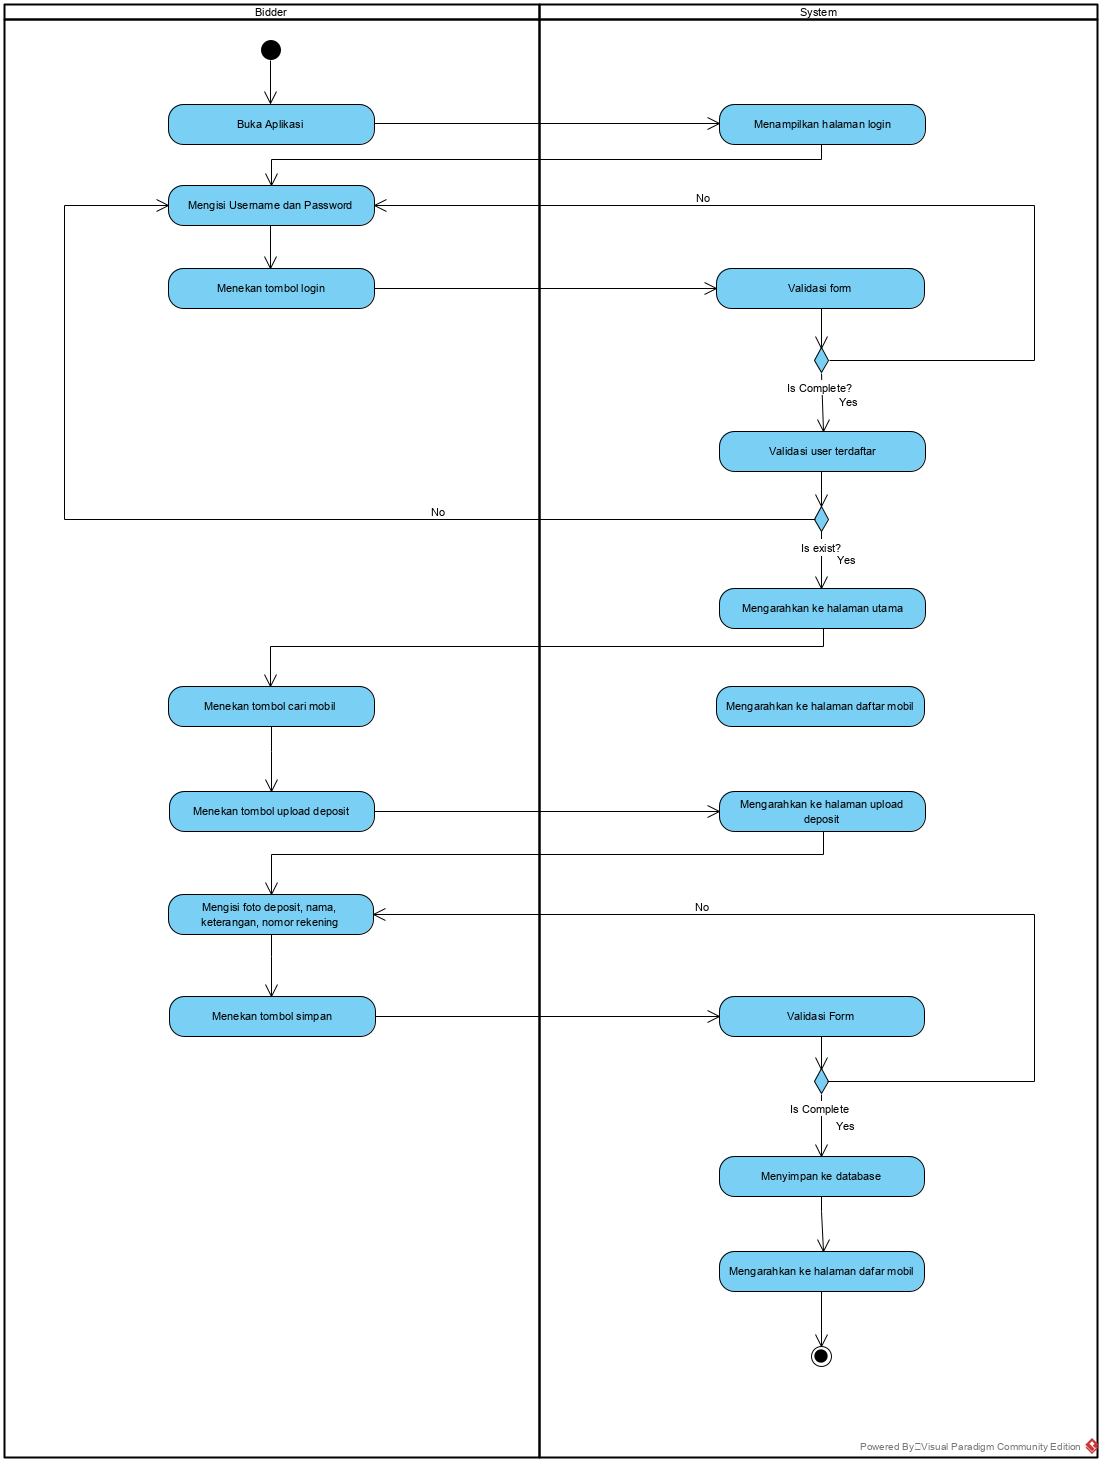 Bidder
System
Buka Aplikasi
Menampilkan halaman login
Mengisi Username dan Password
No
Menekan tombol login
Validasi form
Is Complete?
Yes
Validasi user terdaftar
No
Is exist?
Yes
Mengarahkan ke halaman utama
Menekan tombol cari mobil
Mengarahkan ke halaman daftar mobil
Menekan tombol upload deposit
Mengarahkan ke halaman upload
deposit
Mengisi foto deposit, nama,
keterangan, nomor rekening
No
Menekan tombol simpan
Validasi Form
Is Complete
Yes
Menyimpan ke database
Mengarahkan ke halaman dafar mobil
Powered By Visual Paradigm Community Edition